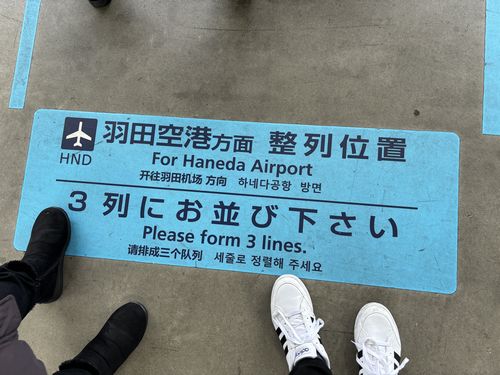 羽田空港方面 整列位置
HND
For Haneda Airport
开往羽田机场 方向 하네다공항 방면
3 列にお並び下さい
Please form 3 lines.
请排成三个队列 세줄로 정렬해 주세요